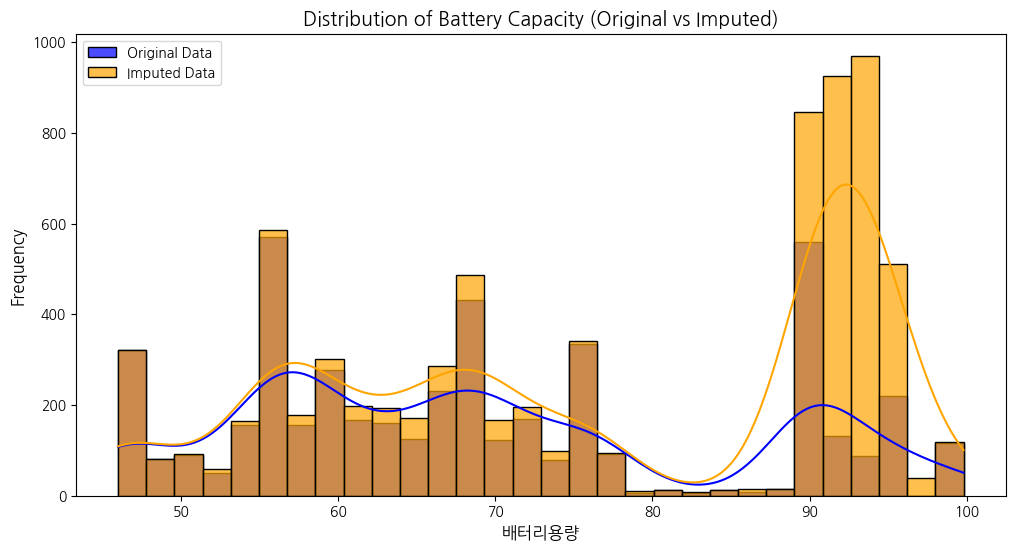 Distribution of Battery Capacity (Original vs Imputed)
Original Data
Imputed Data
Frequency
1000
800
600
400
200
0
50 60 70 80 90 100
배터리용량